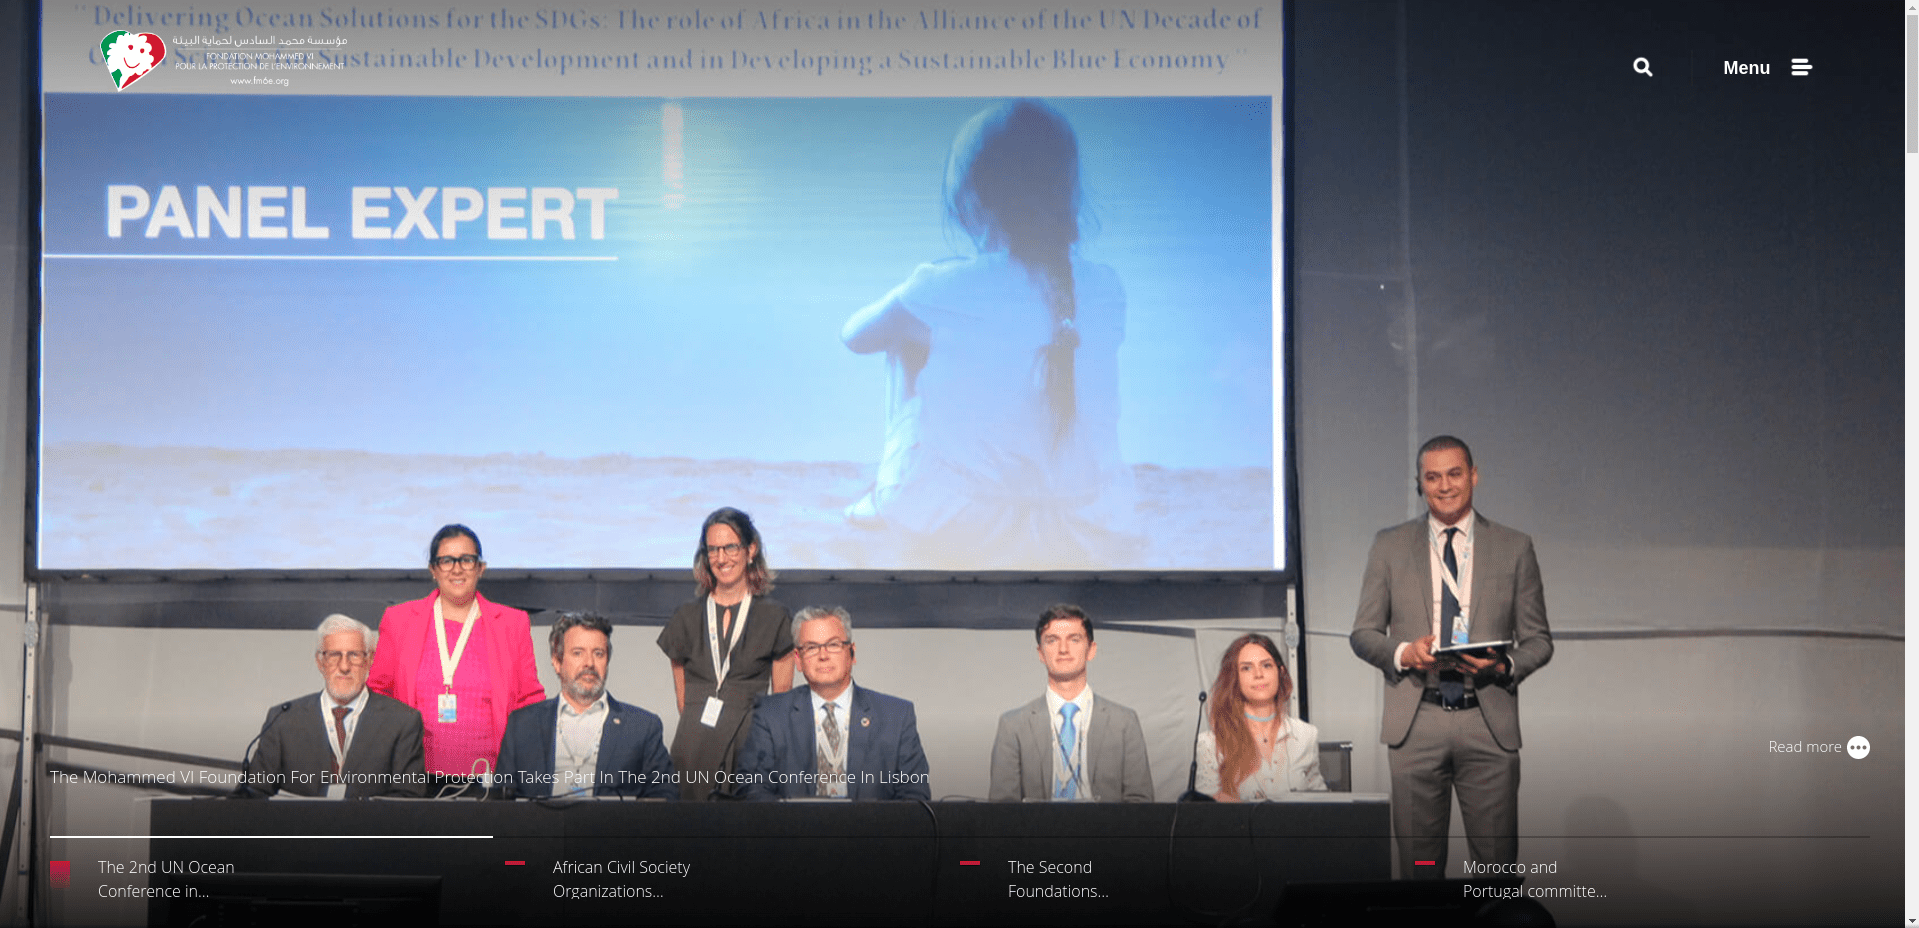 "Delivering Ocean Solutions for the SDGs: The role of Africa in the Alliance of the UN Decade of
Sustainable Development and in Developing a Sustainable Blue Economy"
مؤسسة محمد السادس لحماية البيئة
FONDATION MOHAMMED VI
POUR LA PROTECTION DE L'ENVIRONNEMENT
www.fm6e.org
Menu
PANEL EXPERT
Read more
The Mohammed VI Foundation For Environmental Protection Takes Part In The 2nd UN Ocean Conference In Lisbon
The 2nd UN Ocean
Conference in...
African Civil Society
Organizations...
The Second
Foundations...
Morocco and
Portugal committe...